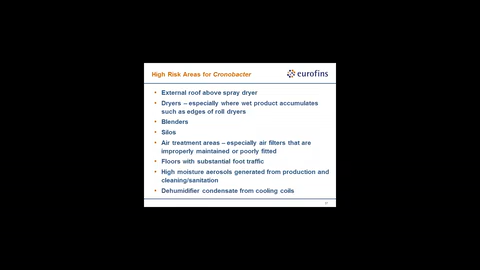 High Risk Areas for Cronobacter
eurofins
• External roof above spray dryer
• Dryers – especially where wet product accumulates
such as edges of roll dryers
• Blenders
• Silos
• Air treatment areas – especially air filters that are
improperly maintained or poorly fitted
• Floors with substantial foot traffic
• High moisture aerosols generated from production and
cleaning/sanitation
• Dehumidifier condensate from cooling coils